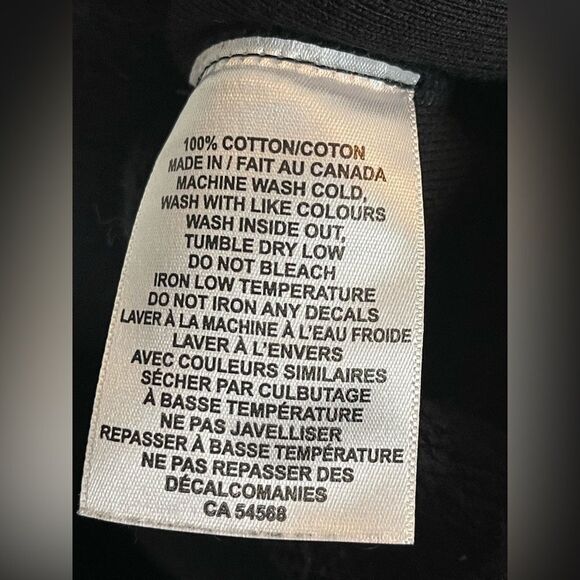 100% COTTON/COTON
MADE IN / FAIT AU CANADA
MACHINE WASH COLD,
WASH WITH LIKE COLOURS
WASH INSIDE OUT,
TUMBLE DRY LOW
DO NOT BLEACH
IRON LOW TEMPERATURE
DO NOT IRON ANY DECALS
LAVER À LA MACHINE À L'EAU FROIDE
LAVER À L'ENVERS
AVEC COULEURS SIMILAIRES
SÉCHER PAR CULBUTAGE
À BASSE TEMPÉRATURE
NE PAS JAVELLISER
REPASSER À BASSE TEMPÉRATURE
NE PAS REPASSER DES
DÉCALCOMANIES
CA 54568